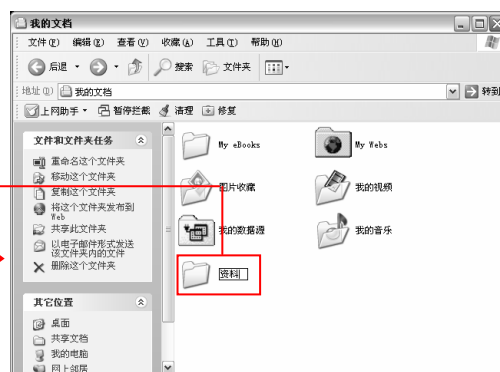 我的文档
文件(F) 编辑(E) 查看(V) 收藏(A) 工具(T) 帮助(H)
后退 搜索 文件夹
地址(D) 我的文档 转到
上网助手 暂停拦截 清理 修复
文件和文件夹任务
重命名这个文件夹
移动这个文件夹
复制这个文件夹
将这个文件夹发布到
Web
共享此文件夹
以电子邮件形式发送
该文件夹内的文件
删除这个文件夹
其它位置
桌面
共享文档
我的电脑
网上邻居
My eBooks
My Webs
图片收藏
我的视频
我的数据源
我的音乐
资料